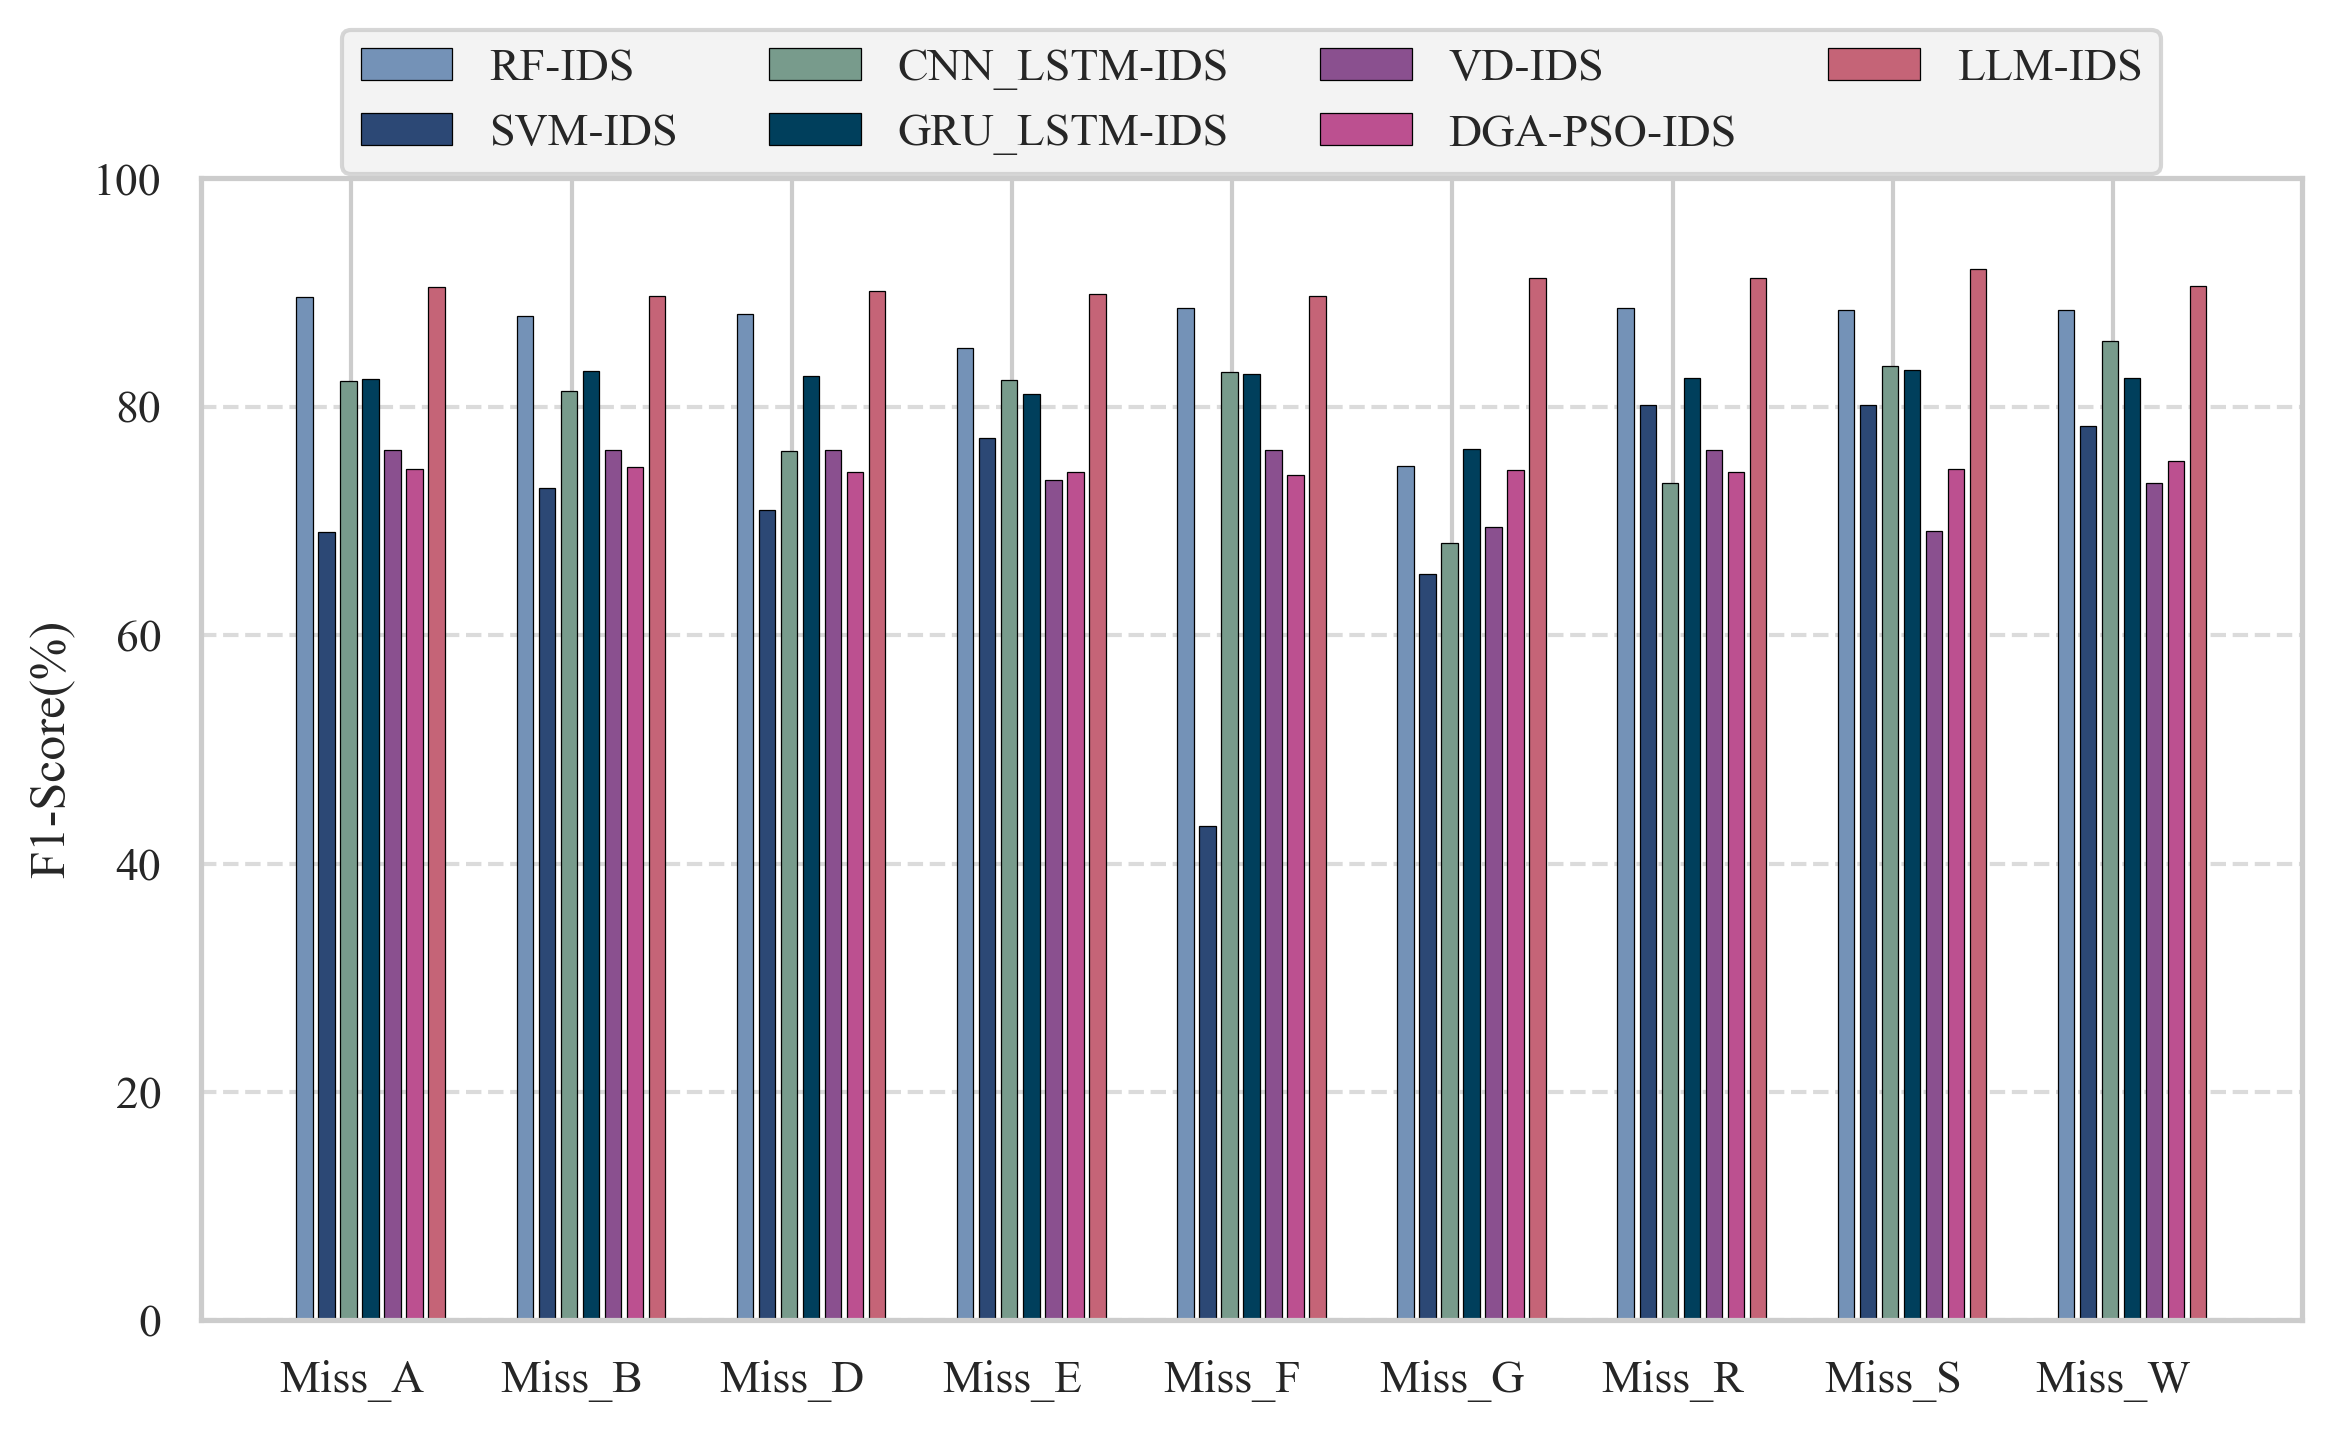 RF-IDS CNN_LSTM-IDS VD-IDS LLM-IDS
SVM-IDS GRU_LSTM-IDS DGA-PSO-IDS
100
80
60
40
20
0
F1-Score(%)
Miss_A Miss_B Miss_D Miss_E Miss_F Miss_G Miss_R Miss_S Miss_W